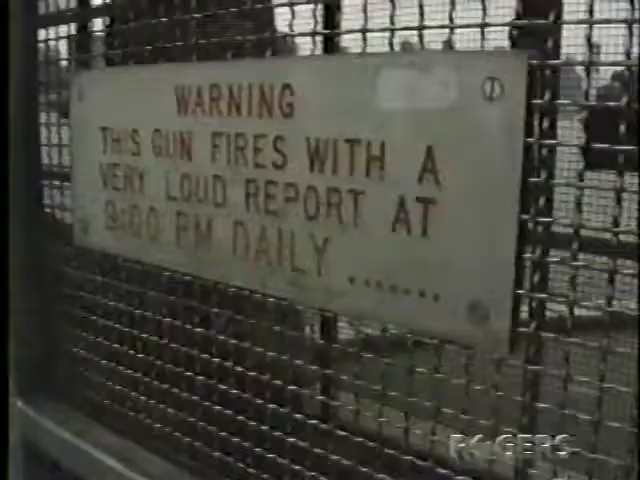 WARNING
THIS GUN FIRES WITH A
VERY LOUD REPORT AT
9:00 PM DAILY .......